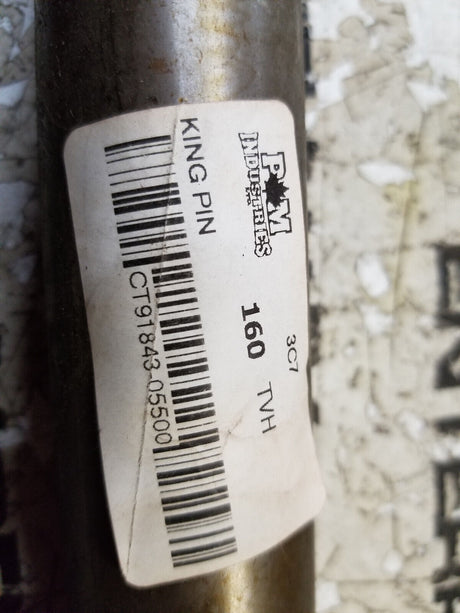 P M
INDUSTRIES
3C7
160 TVH
KING PIN
CT91843-05500